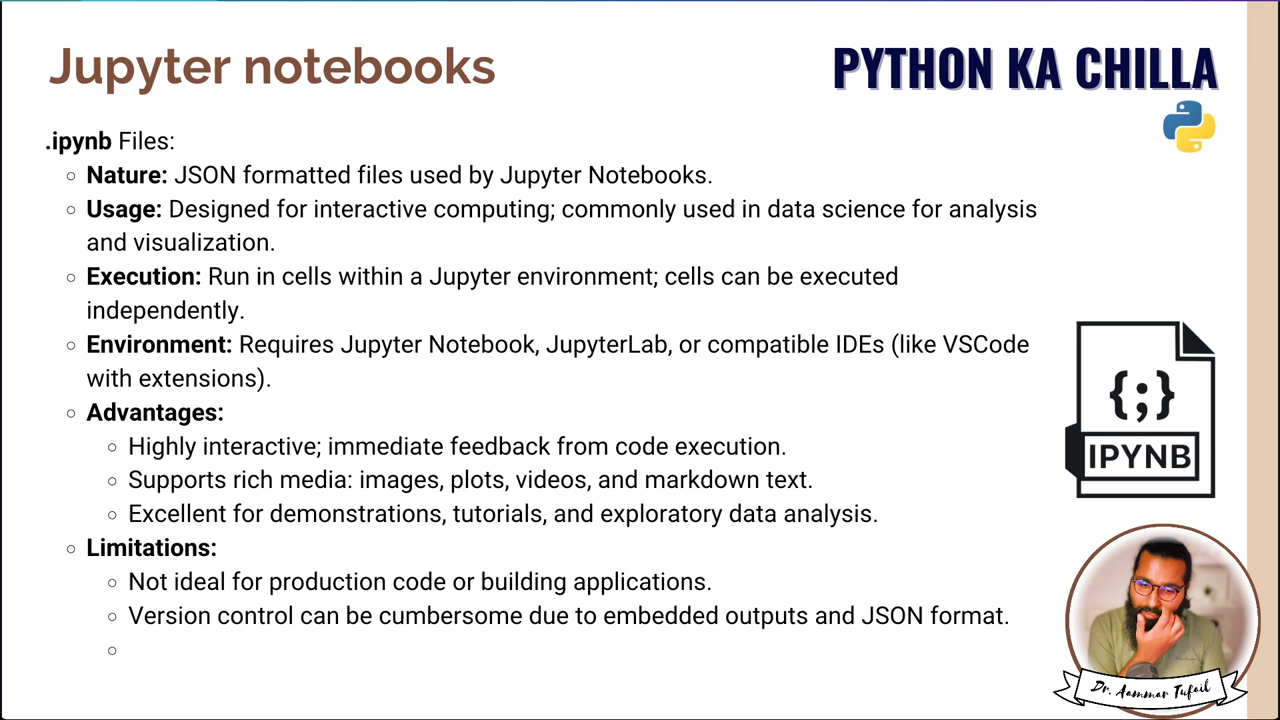 Jupyter notebooks
PYTHON KA CHILLA
.ipynb Files:
Nature: JSON formatted files used by Jupyter Notebooks.
Usage: Designed for interactive computing; commonly used in data science for analysis
and visualization.
Execution: Run in cells within a Jupyter environment; cells can be executed
independently.
Environment: Requires Jupyter Notebook, JupyterLab, or compatible IDEs (like VSCode
with extensions).
Advantages:
Highly interactive; immediate feedback from code execution.
Supports rich media: images, plots, videos, and markdown text.
Excellent for demonstrations, tutorials, and exploratory data analysis.
Limitations:
Not ideal for production code or building applications.
Version control can be cumbersome due to embedded outputs and JSON format.
{;}
IPYNB
Dr. Aammar Tufail